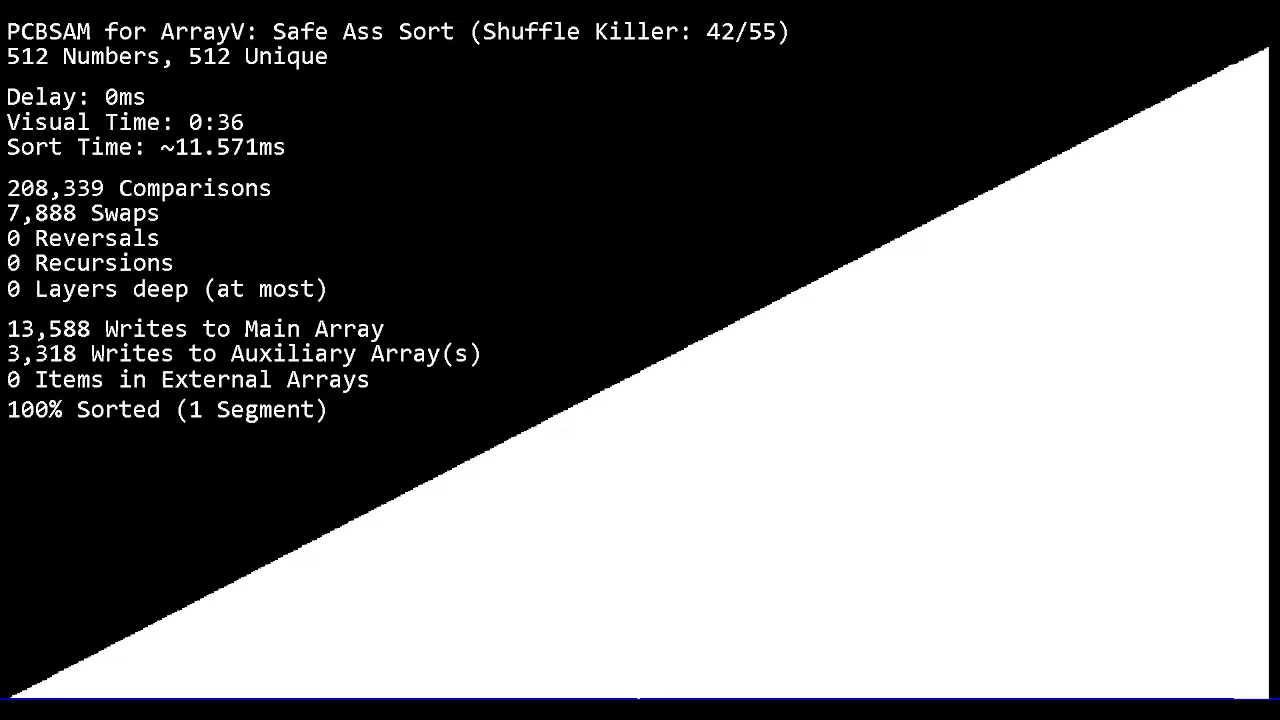 PCBSAM for ArrayV: Safe Ass Sort (Shuffle Killer: 42/55)
512 Numbers, 512 Unique
Delay: 0ms
Visual Time: 0:36
Sort Time: ~11.571ms
208,339 Comparisons
7,888 Swaps
0 Reversals
0 Recursions
0 Layers deep (at most)
13,588 Writes to Main Array
3,318 Writes to Auxiliary Array(s)
0 Items in External Arrays
100% Sorted (1 Segment)